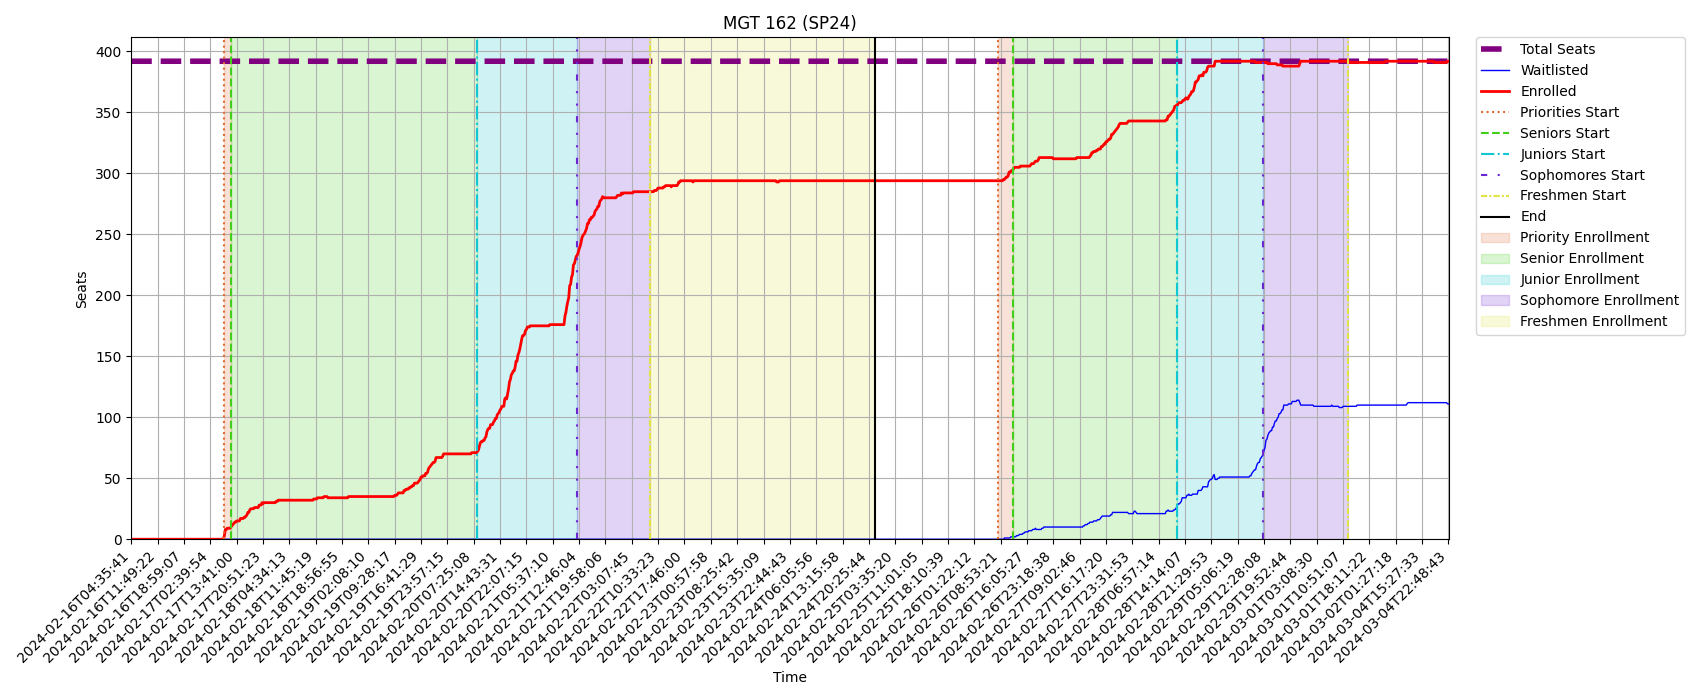 MGT 162 (SP24)
400
350
300
250
200
150
100
50
0
Seats
2024-02-16T04:35:41
2024-02-16T11:49:22
2024-02-16T18:59:07
2024-02-17T02:39:54
2024-02-17T13:41:00
2024-02-17T20:51:23
2024-02-18T04:34:13
2024-02-18T11:45:19
2024-02-18T18:56:55
2024-02-19T02:08:10
2024-02-19T09:28:17
2024-02-19T16:41:29
2024-02-19T23:57:15
2024-02-20T07:25:08
2024-02-20T14:43:31
2024-02-20T22:07:15
2024-02-21T05:37:10
2024-02-21T12:46:04
2024-02-21T19:58:06
2024-02-22T03:07:45
2024-02-22T10:33:23
2024-02-22T17:46:00
2024-02-23T00:57:58
2024-02-23T08:25:42
2024-02-23T15:35:09
2024-02-23T22:44:43
2024-02-24T06:05:56
2024-02-24T13:15:58
2024-02-24T20:25:44
2024-02-25T03:35:20
2024-02-25T11:01:05
2024-02-25T18:10:39
2024-02-26T01:22:12
2024-02-26T08:53:21
2024-02-26T16:05:27
2024-02-26T23:18:38
2024-02-27T09:02:46
2024-02-27T16:17:20
2024-02-27T23:31:53
2024-02-28T06:57:14
2024-02-28T14:14:07
2024-02-28T21:29:53
2024-02-29T05:06:19
2024-02-29T12:28:08
2024-02-29T19:52:44
2024-03-01T03:08:30
2024-03-01T10:51:07
2024-03-01T18:11:22
2024-03-02T01:27:18
2024-03-04T15:27:33
2024-03-04T22:48:43
Time
Total Seats
Waitlisted
Enrolled
Priorities Start
Seniors Start
Juniors Start
Sophomores Start
Freshmen Start
End
Priority Enrollment
Senior Enrollment
Junior Enrollment
Sophomore Enrollment
Freshmen Enrollment